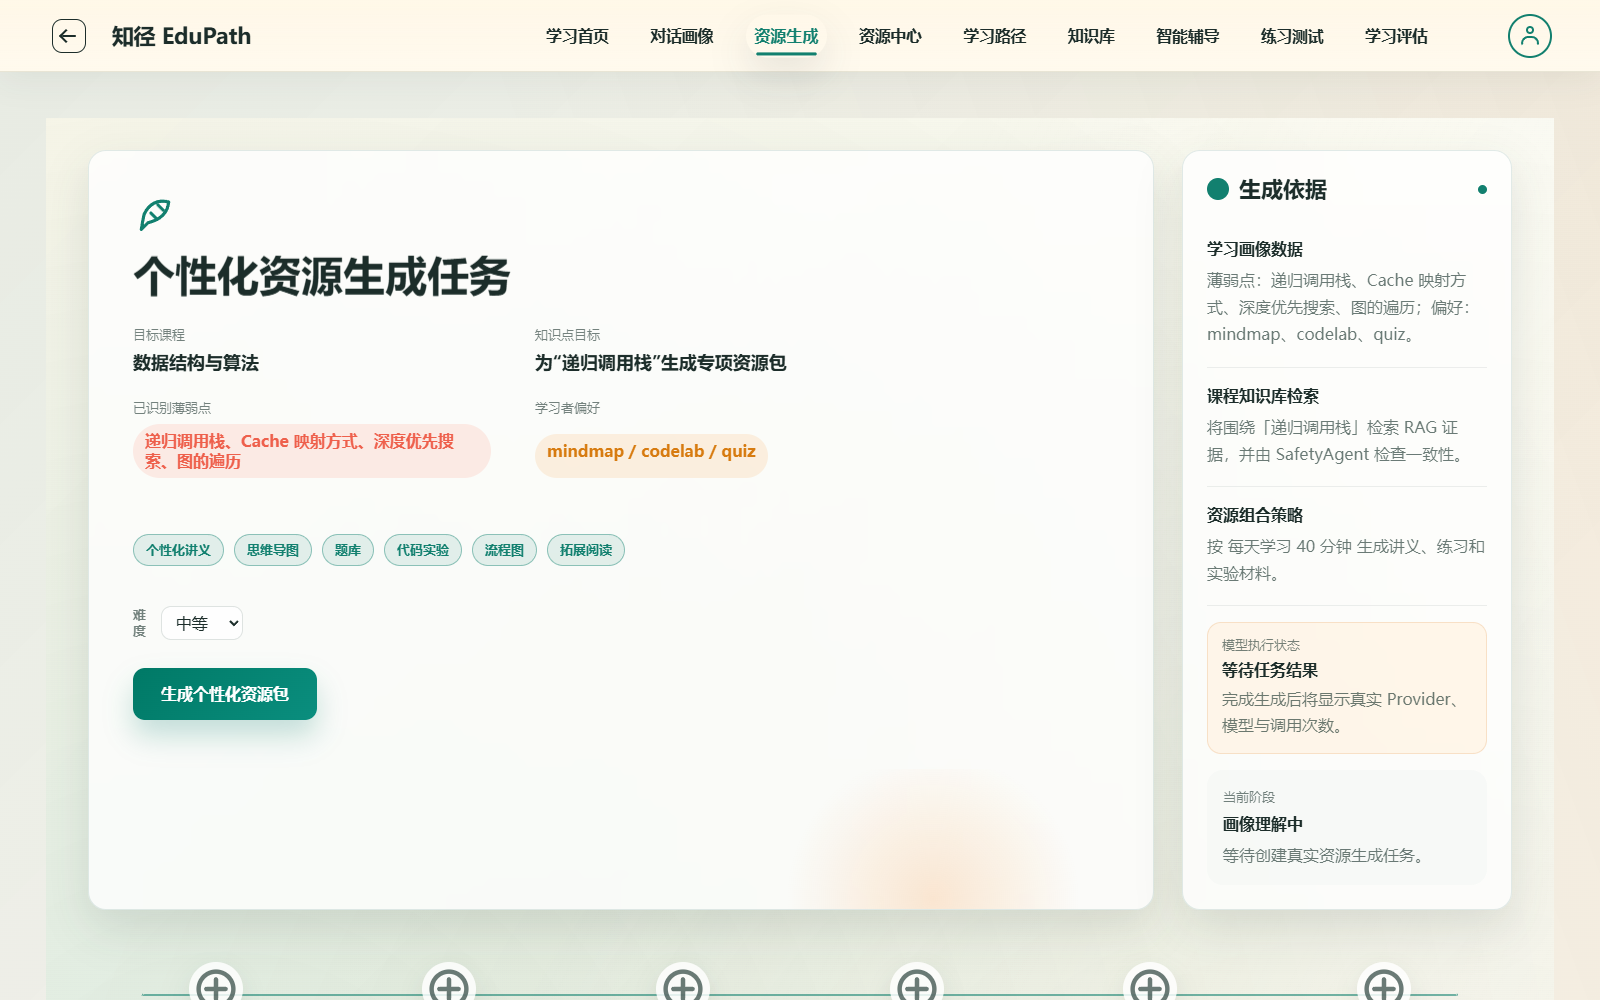 知径 EduPath
学习首页
对话画像
资源生成
资源中心
学习路径
知识库
智能辅导
练习测试
学习评估
个性化资源生成任务
目标课程
数据结构与算法
知识点目标
为“递归调用栈”生成专项资源包
已识别薄弱点
递归调用栈、Cache 映射方式、深度优先搜
索、图的遍历
学习者偏好
mindmap / codelab / quiz
个性化讲义
思维导图
题库
代码实验
流程图
拓展阅读
难
度
中等
生成个性化资源包
生成依据
学习画像数据
薄弱点：递归调用栈、Cache 映射方
式、深度优先搜索、图的遍历；偏好：
mindmap、codelab、quiz。
课程知识库检索
将围绕「递归调用栈」检索 RAG 证
据，并由 SafetyAgent 检查一致性。
资源组合策略
按 每天学习 40 分钟 生成讲义、练习和
实验材料。
模型执行状态
等待任务结果
完成生成后将显示真实 Provider、
模型与调用次数。
当前阶段
画像理解中
等待创建真实资源生成任务。